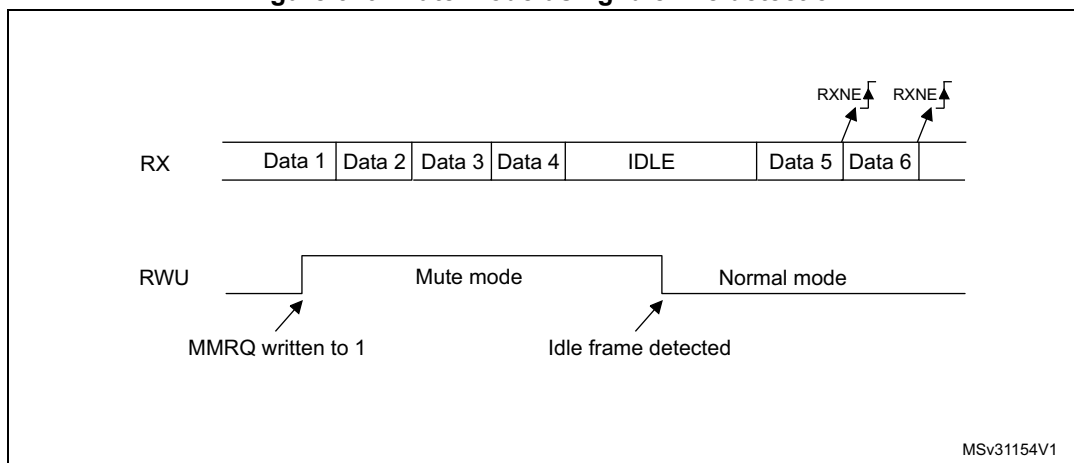 RXNE RXNE
RX Data 1 Data 2 Data 3 Data 4 IDLE Data 5 Data 6
RWU Mute mode Normal mode
MMRQ written to 1 Idle frame detected
MSv31154V1